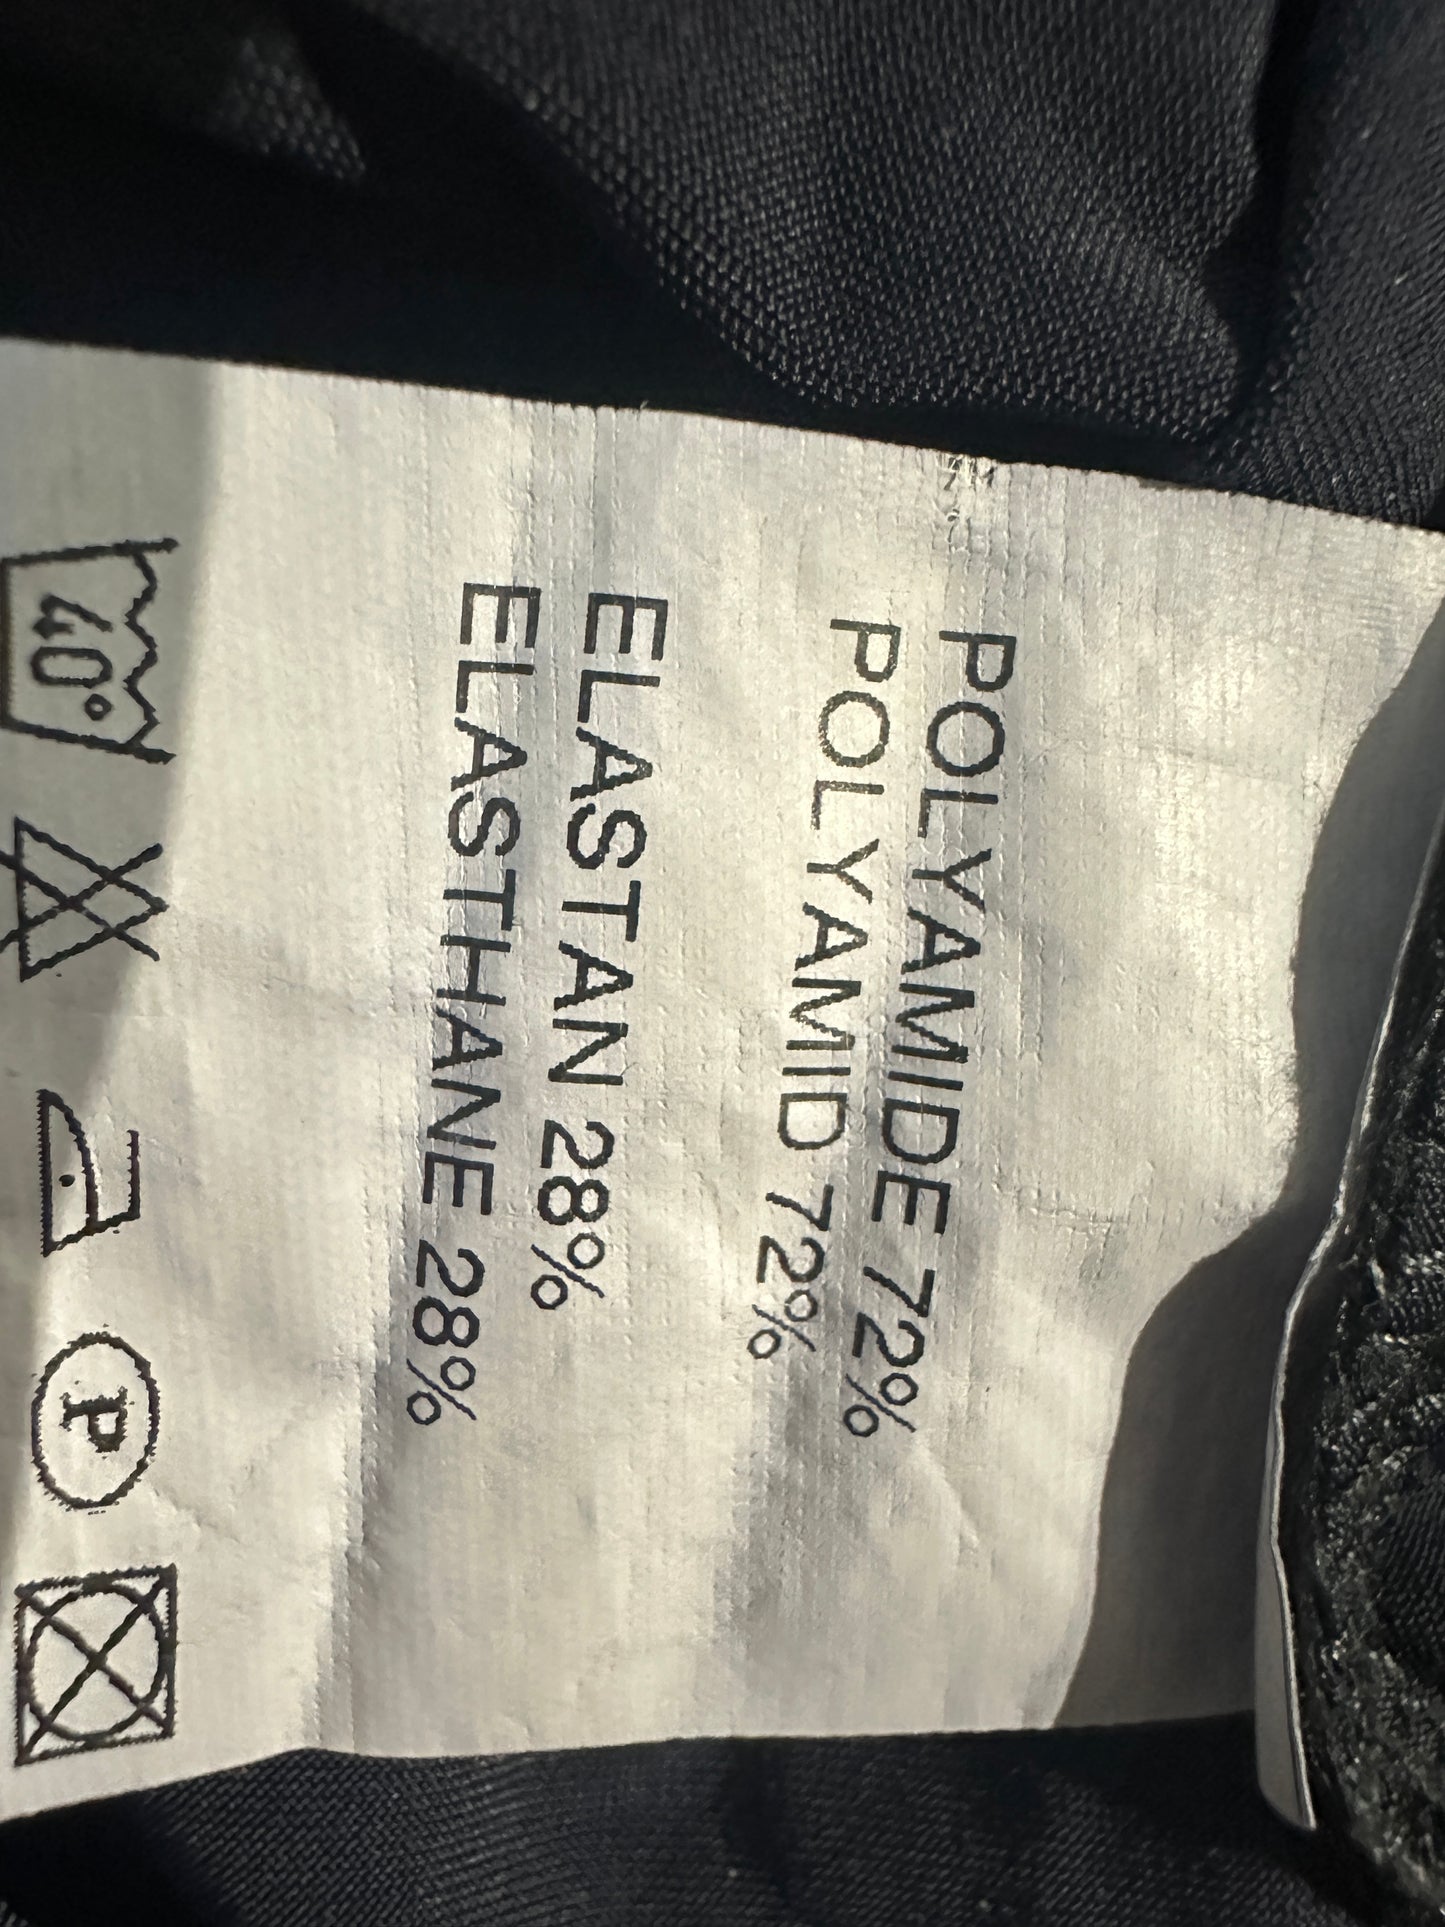 POLYAMIDE 72%
POLYAMID 72%
ELASTAN 28%
ELASTHANE 28%
40°
P